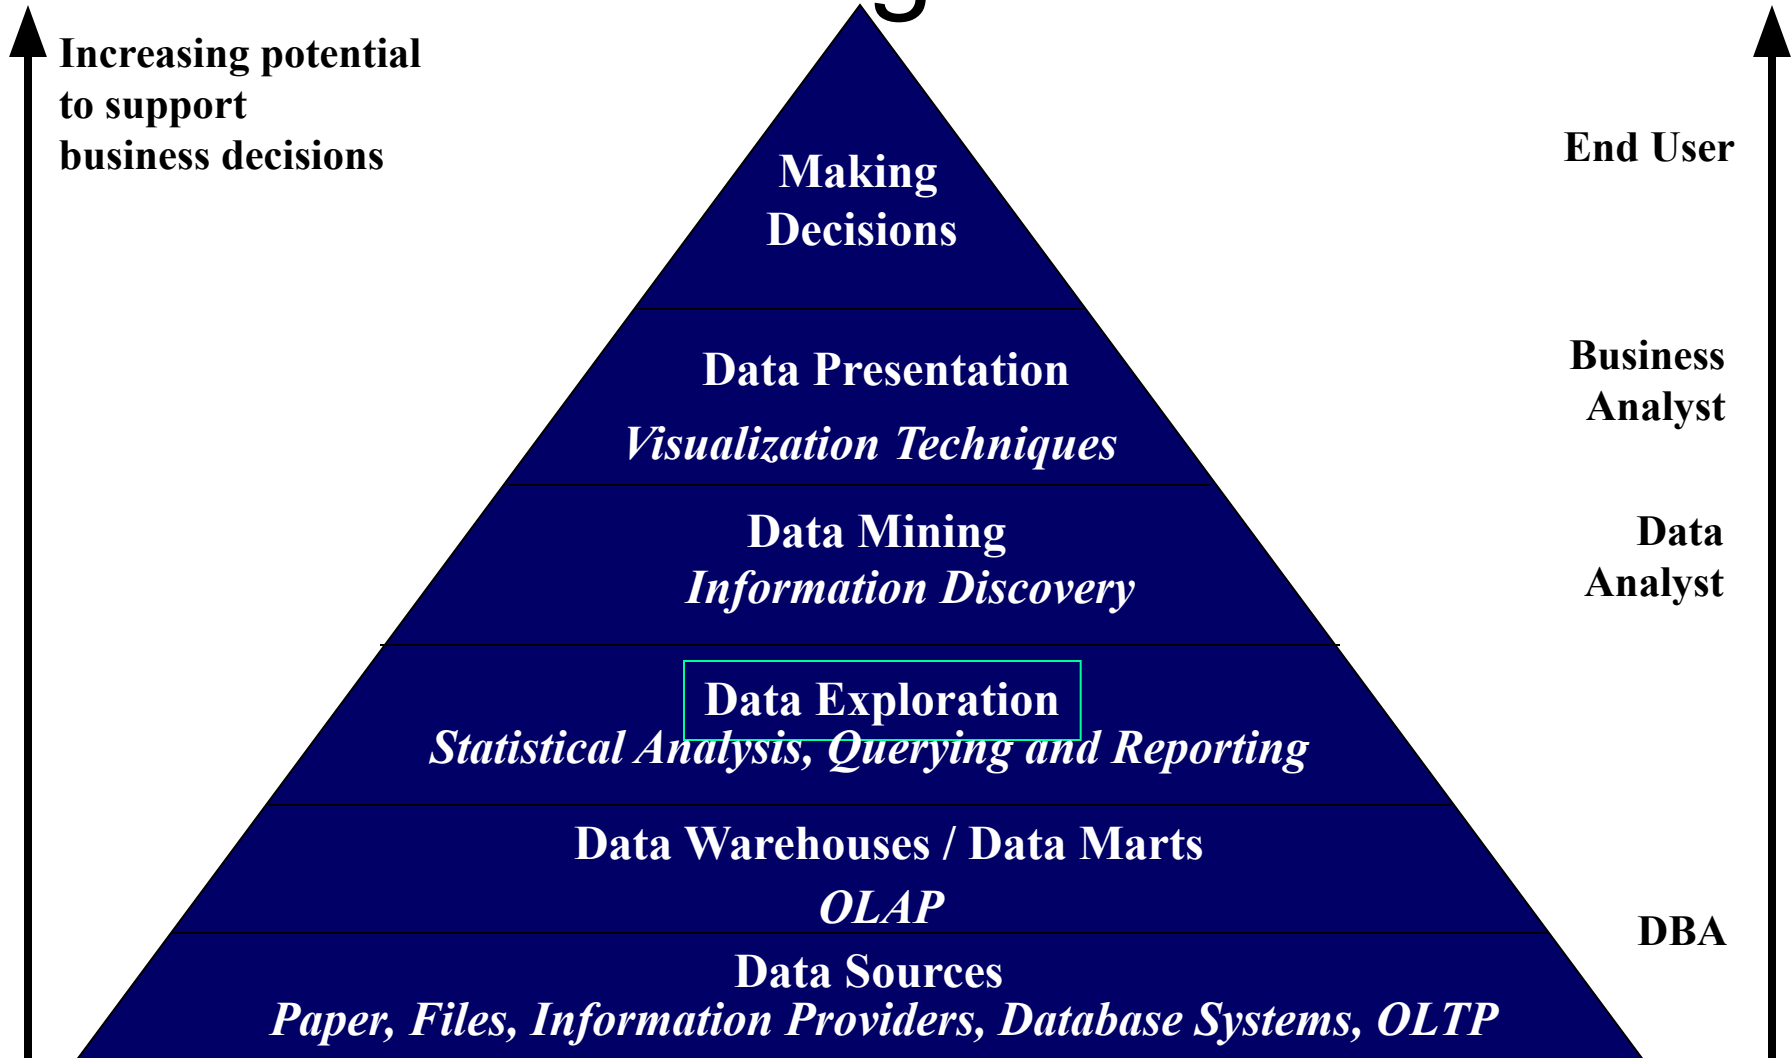 Increasing potential
to support
business decisions
End User
Making
Decisions
Business
Analyst
Data Presentation
Visualization Techniques
Data Mining
Information Discovery
Data
Analyst
Data Exploration
Statistical Analysis, Querying and Reporting
Data Warehouses / Data Marts
OLAP
DBA
Data Sources
Paper, Files, Information Providers, Database Systems, OLTP